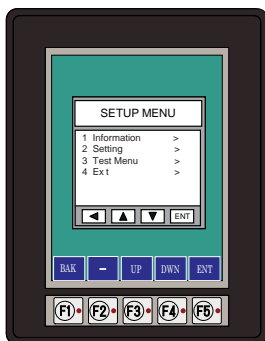 SETUP MENU
1 Information >
2 Setting >
3 Test Menu >
4 Ex t >
ENT
BAK – UP DWN ENT
F1 F2 F3 F4 F5